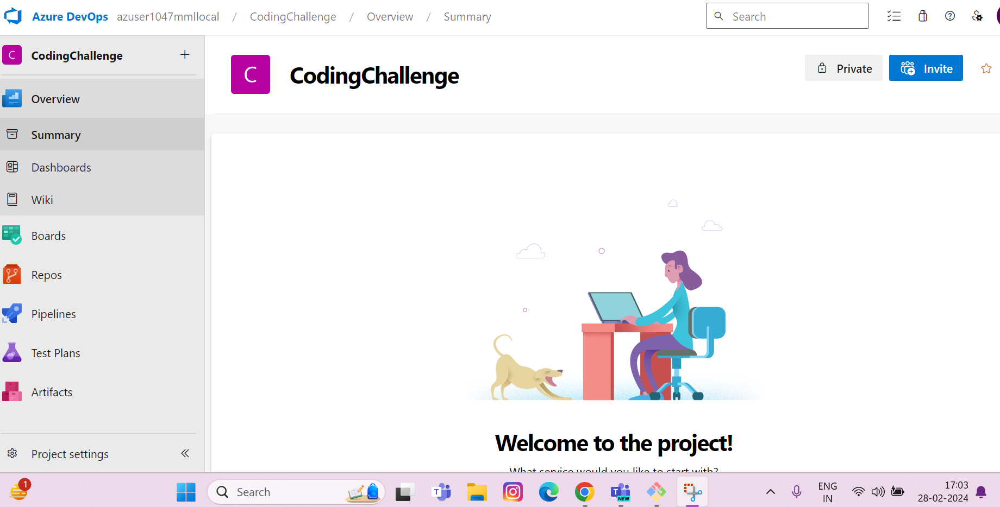 Azure DevOps azuser1047mmllocal / CodingChallenge / Overview / Summary
Search
C CodingChallenge +
Overview
Summary
Dashboards
Wiki
Boards
Repos
Pipelines
Test Plans
Artifacts
Project settings
C CodingChallenge
Private
Invite
Welcome to the project!
What service would you like to start with?
1
Search
T
T
NEW
ENG
IN
17:03
28-02-2024